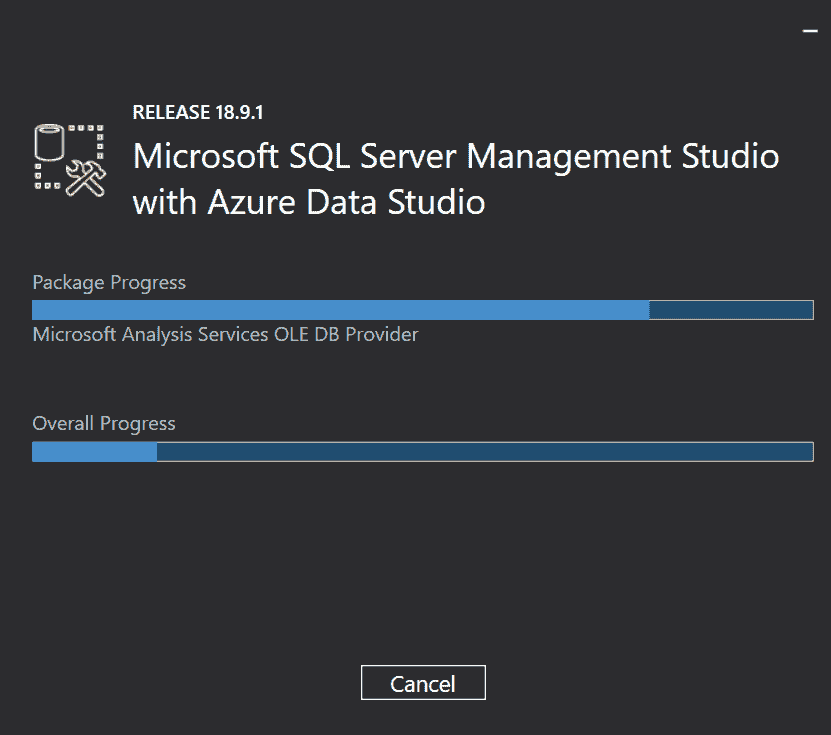 RELEASE 18.9.1
Microsoft SQL Server Management Studio
with Azure Data Studio
Package Progress
Microsoft Analysis Services OLE DB Provider
Overall Progress
Cancel